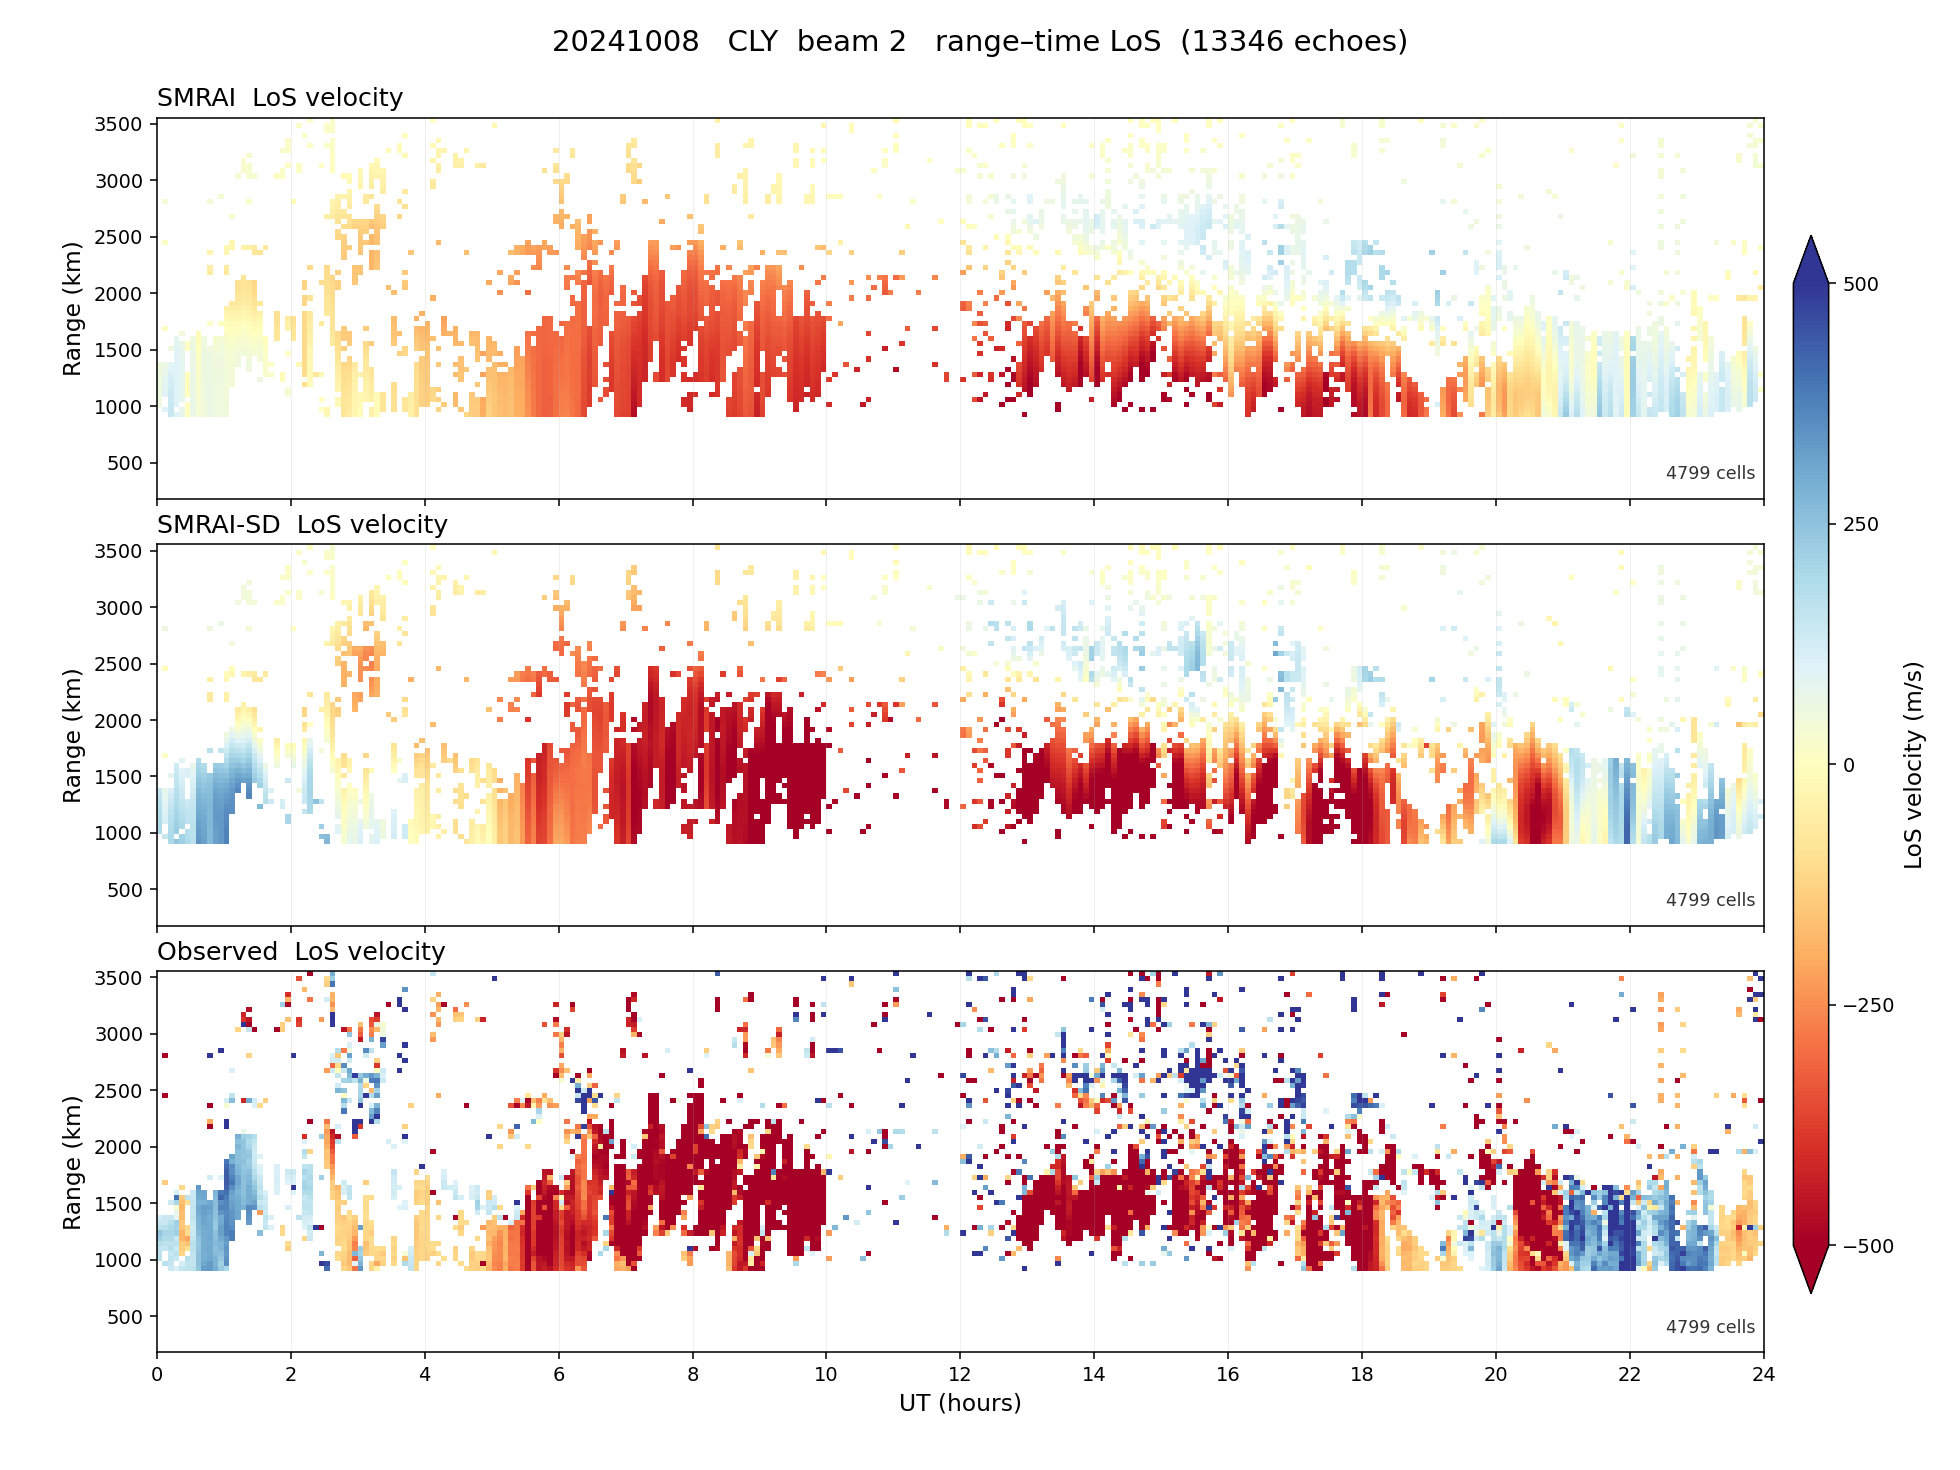 20241008   CLY  beam 2   range–time LoS  (13346 echoes)
SMRAI  LoS velocity
3500
3000
2500
2000
1500
1000
500
Range (km)
4799 cells
SMRAI-SD  LoS velocity
3500
3000
2500
2000
1500
1000
500
Range (km)
4799 cells
Observed  LoS velocity
3500
3000
2500
2000
1500
1000
500
Range (km)
4799 cells
0 2 4 6 8 10 12 14 16 18 20 22 24
UT (hours)
500
250
0
−250
−500
LoS velocity (m/s)